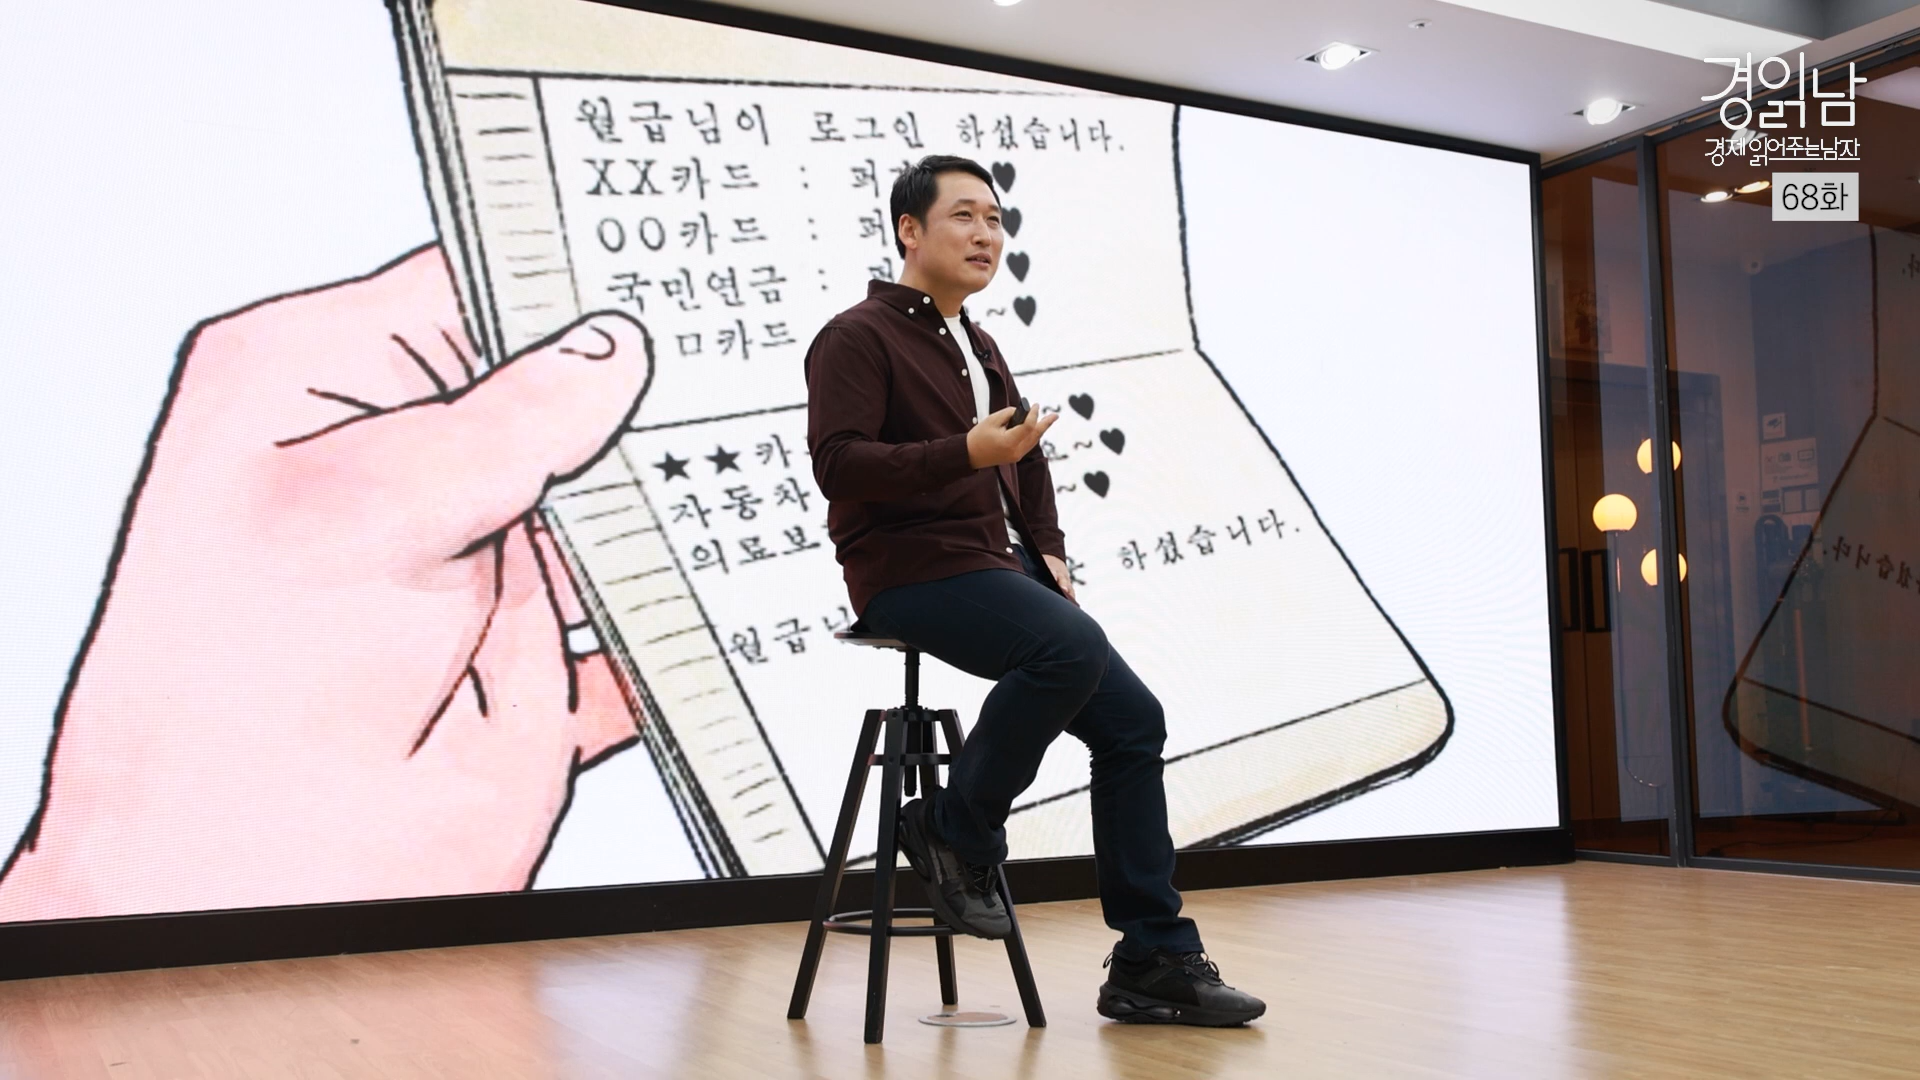 월급님이 로그인 하셨습니다.
XX카드 :
OO카드 :
국민연금 :
ㅁ카드
~♥
~♥
★★카
요~♥
자동차
~♥
의료보
하셨습니다.
월급
경읽남
경제읽어주는남자
68화